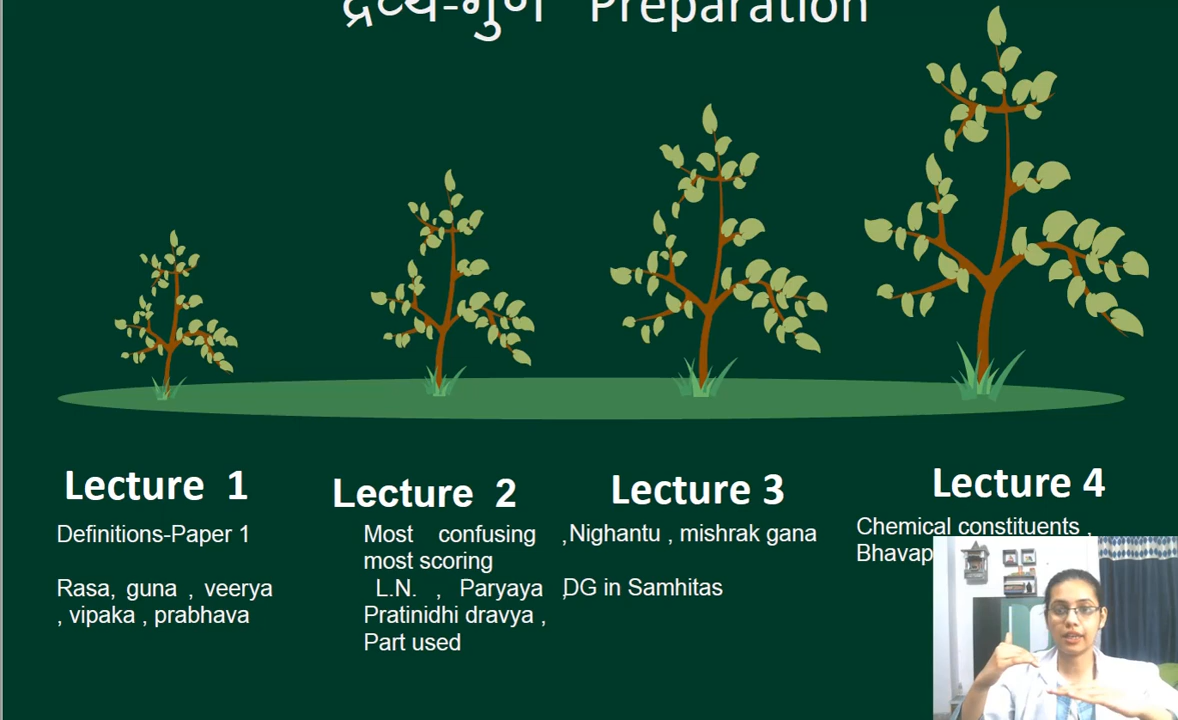 द्रव्य-गुण Preparation
Lecture 1
Definitions-Paper 1
Rasa, guna , veerya
, vipaka , prabhava
Lecture 2
Most confusing
most scoring
L.N. , Paryaya
Pratinidhi dravya ,
Part used
Lecture 3
,Nighantu , mishrak gana
DG in Samhitas
Lecture 4
Chemical constituents ,